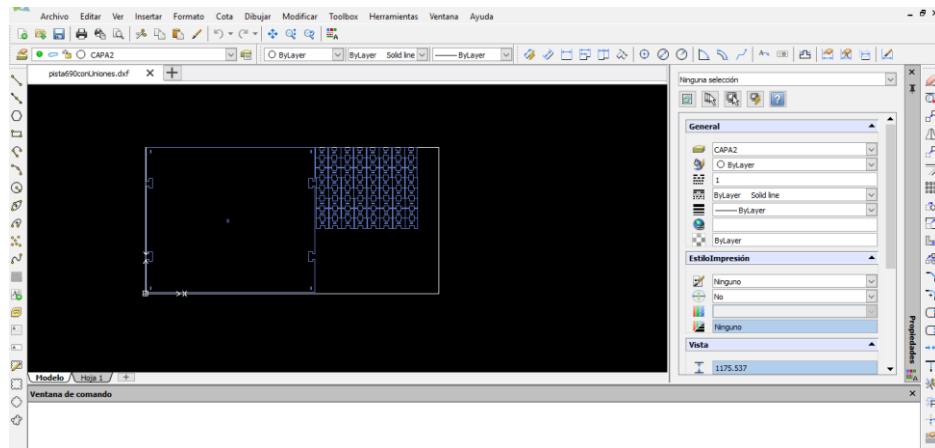 Archivo Editar Ver Insertar Formato Cota Dibujar Modificar Toolbox Herramientas Ventana Ayuda
CAPA2 ByLayer ByLayer Solid line ByLayer
pista690conUniones.dxf
Ninguna selección
General
CAPA2
ByLayer
1
ByLayer Solid line
ByLayer
ByLayer
EstiloImpresión
Ninguno
No
Ninguno
Vista
1175.537
Propiedades
Modelo Hoja 1
Ventana de comando